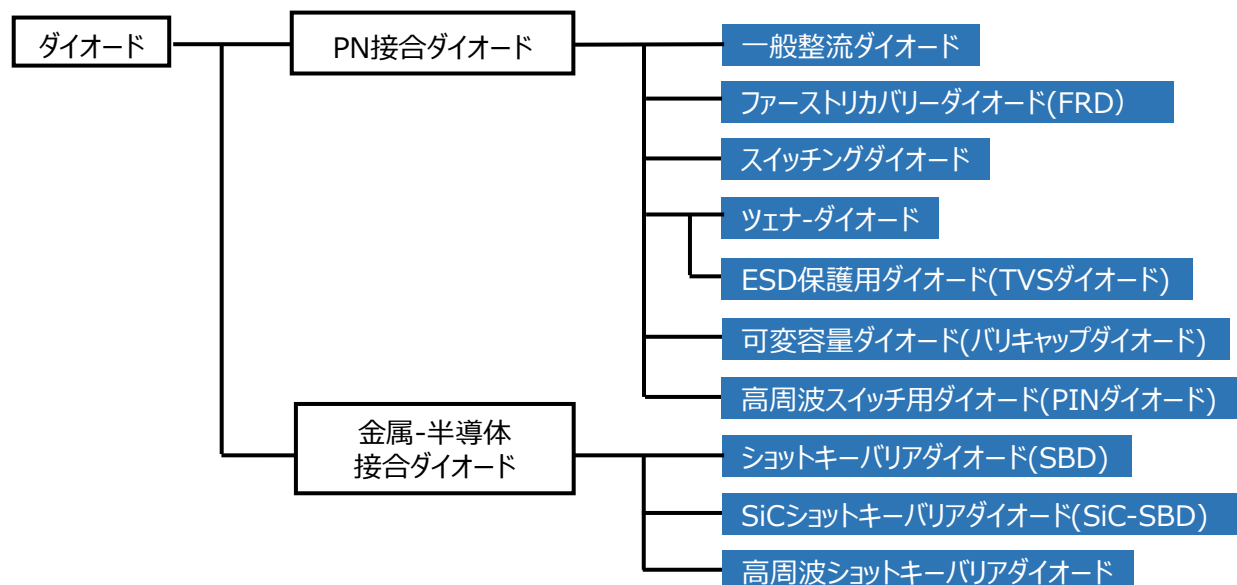 ダイオード
PN接合ダイオード
一般整流ダイオード
ファーストリカバリーダイオード(FRD)
スイッチングダイオード
ツェナ-ダイオード
ESD保護用ダイオード(TVSダイオード)
可変容量ダイオード(バリキャップダイオード)
高周波スイッチ用ダイオード(PINダイオード)
金属-半導体
接合ダイオード
ショットキーバリアダイオード(SBD)
SiCショットキーバリアダイオード(SiC-SBD)
高周波ショットキーバリアダイオード